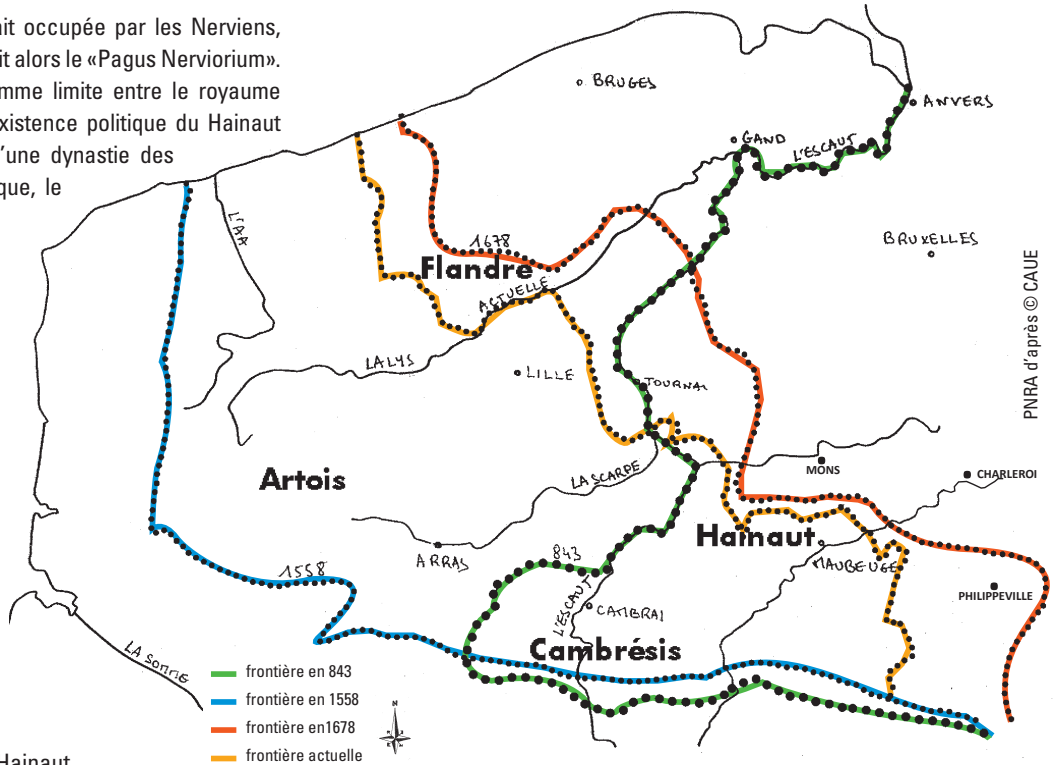 ait occupée par les Nerviens,
it alors le «Pagus Nerviorium».
mme limite entre le royaume
xistence politique du Hainaut
'une dynastie des
que, le
BRUGES
ANVERS
GAND
L'ESCAUT
BRUXELLES
L'AA
1678
Flandre
ACTUELLE
LA LYS
LILLE
TOURNAI
PNRA d'après © CAUE
Artois
LA SCARPE
MONS
CHARLEROI
Hainaut
ARRAS
843
MAUBEUGE
1558
L'ESCAUT
CAMBRAI
PHILIPPEVILLE
Cambrésis
LA SOMME
frontière en 843
frontière en 1558
frontière en1678
frontière actuelle
N
Hainaut